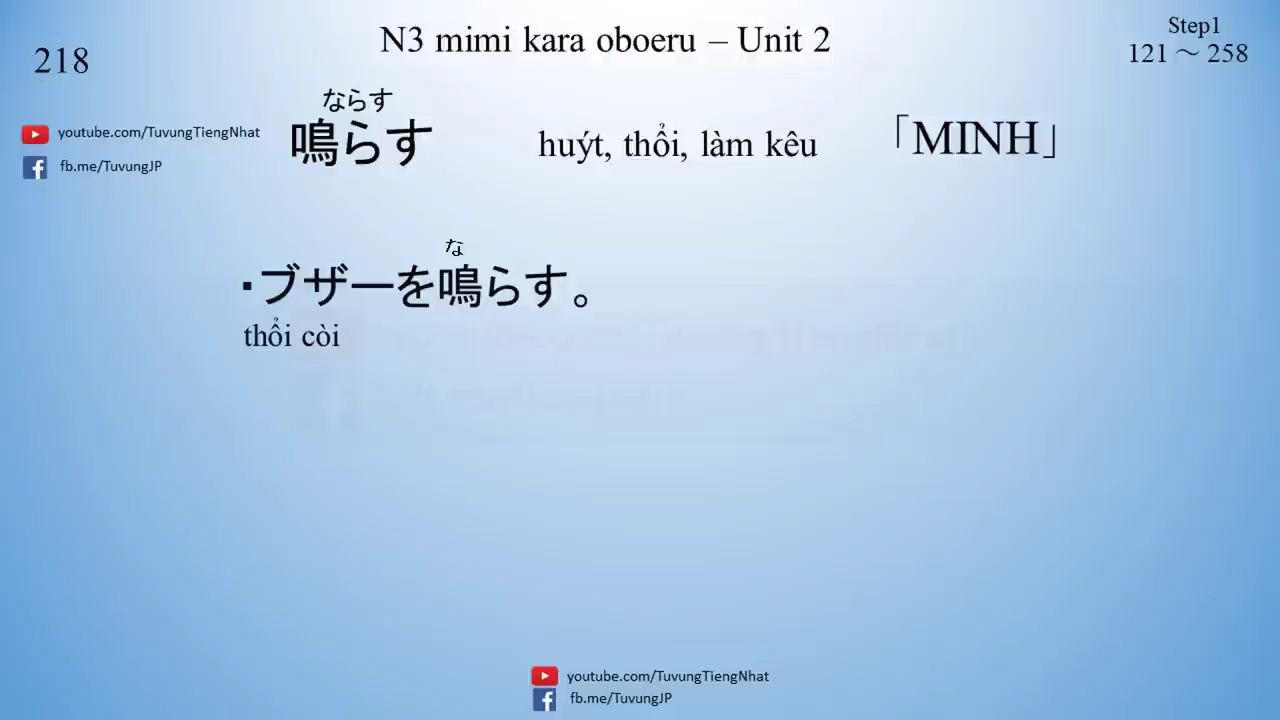 N3 mimi kara oboeru – Unit 2
Step1
121 ～ 258
218
youtube.com/TuvungTiengNhat
fb.me/TuvungJP
ならす
鳴らす huýt, thổi, làm kêu 「MINH」
な
・ブザーを鳴らす。
thổi còi
youtube.com/TuvungTiengNhat
fb.me/TuvungJP